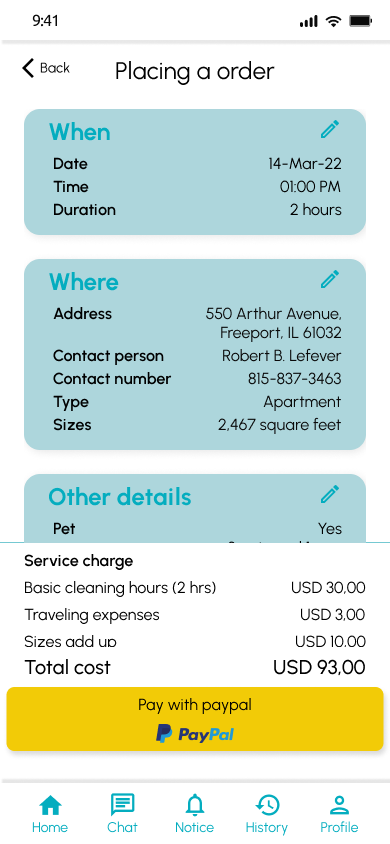 9:41
Back
Placing a order
When
Date 14-Mar-22
Time 01:00 PM
Duration 2 hours
Where
Address 550 Arthur Avenue,
Freeport, IL 61032
Contact person Robert B. Lefever
Contact number 815-837-3463
Type Apartment
Sizes 2,467 square feet
Other details
Pet Yes
Service charge
Basic cleaning hours (2 hrs) USD 30,00
Traveling expenses USD 3,00
Sizes add up USD 10,00
Total cost USD 93,00
Pay with paypal
PayPal
Home Chat Notice History Profile